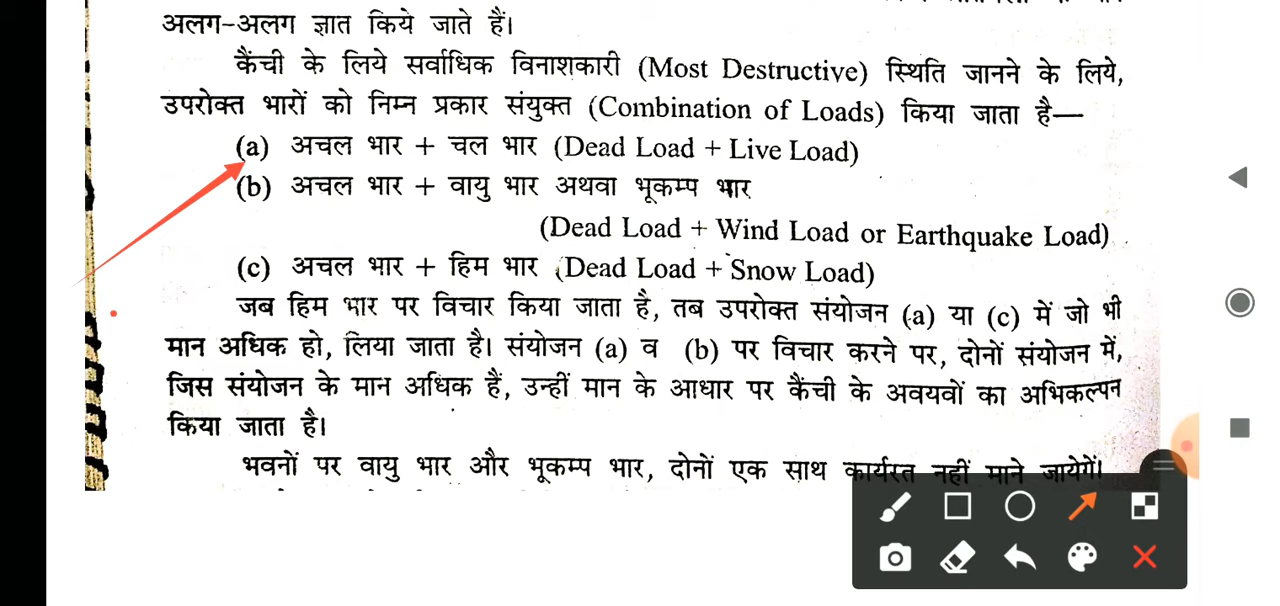 अलग-अलग ज्ञात किये जाते हैं।
कैंची के लिये सर्वाधिक विनाशकारी (Most Destructive) स्थिति जानने के लिये,
उपरोक्त भारों को निम्न प्रकार संयुक्त (Combination of Loads) किया जाता है—
(a) अचल भार + चल भार (Dead Load + Live Load)
(b) अचल भार + वायु भार अथवा भूकम्प भार
(Dead Load + Wind Load or Earthquake Load)
(c) अचल भार + हिम भार (Dead Load + Snow Load)
जब हिम भार पर विचार किया जाता है, तब उपरोक्त संयोजन (a) या (c) में जो भी
मान अधिक हो, लिया जाता है। संयोजन (a) व (b) पर विचार करने पर, दोनों संयोजन में,
जिस संयोजन के मान अधिक हैं, उन्हीं मान के आधार पर कैंची के अवयवों का अभिकल्पन
किया जाता है।
भवनों पर वायु भार और भूकम्प भार, दोनों एक साथ कार्यरत नहीं माने जायेगें।